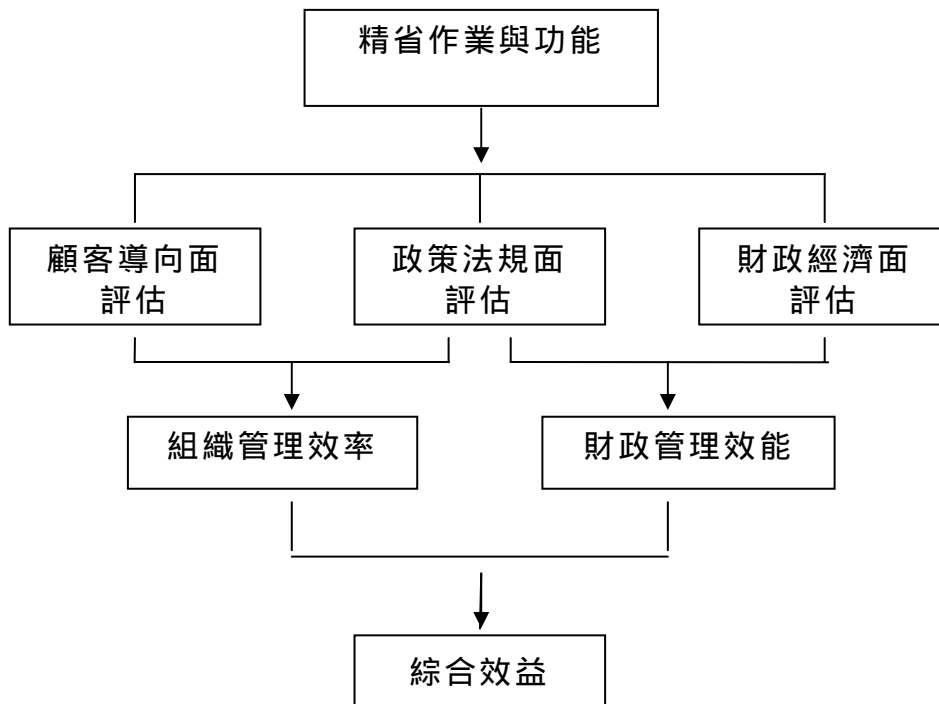 精省作業與功能
顧客導向面
評估
政策法規面
評估
財政經濟面
評估
組織管理效率
財政管理效能
綜合效益